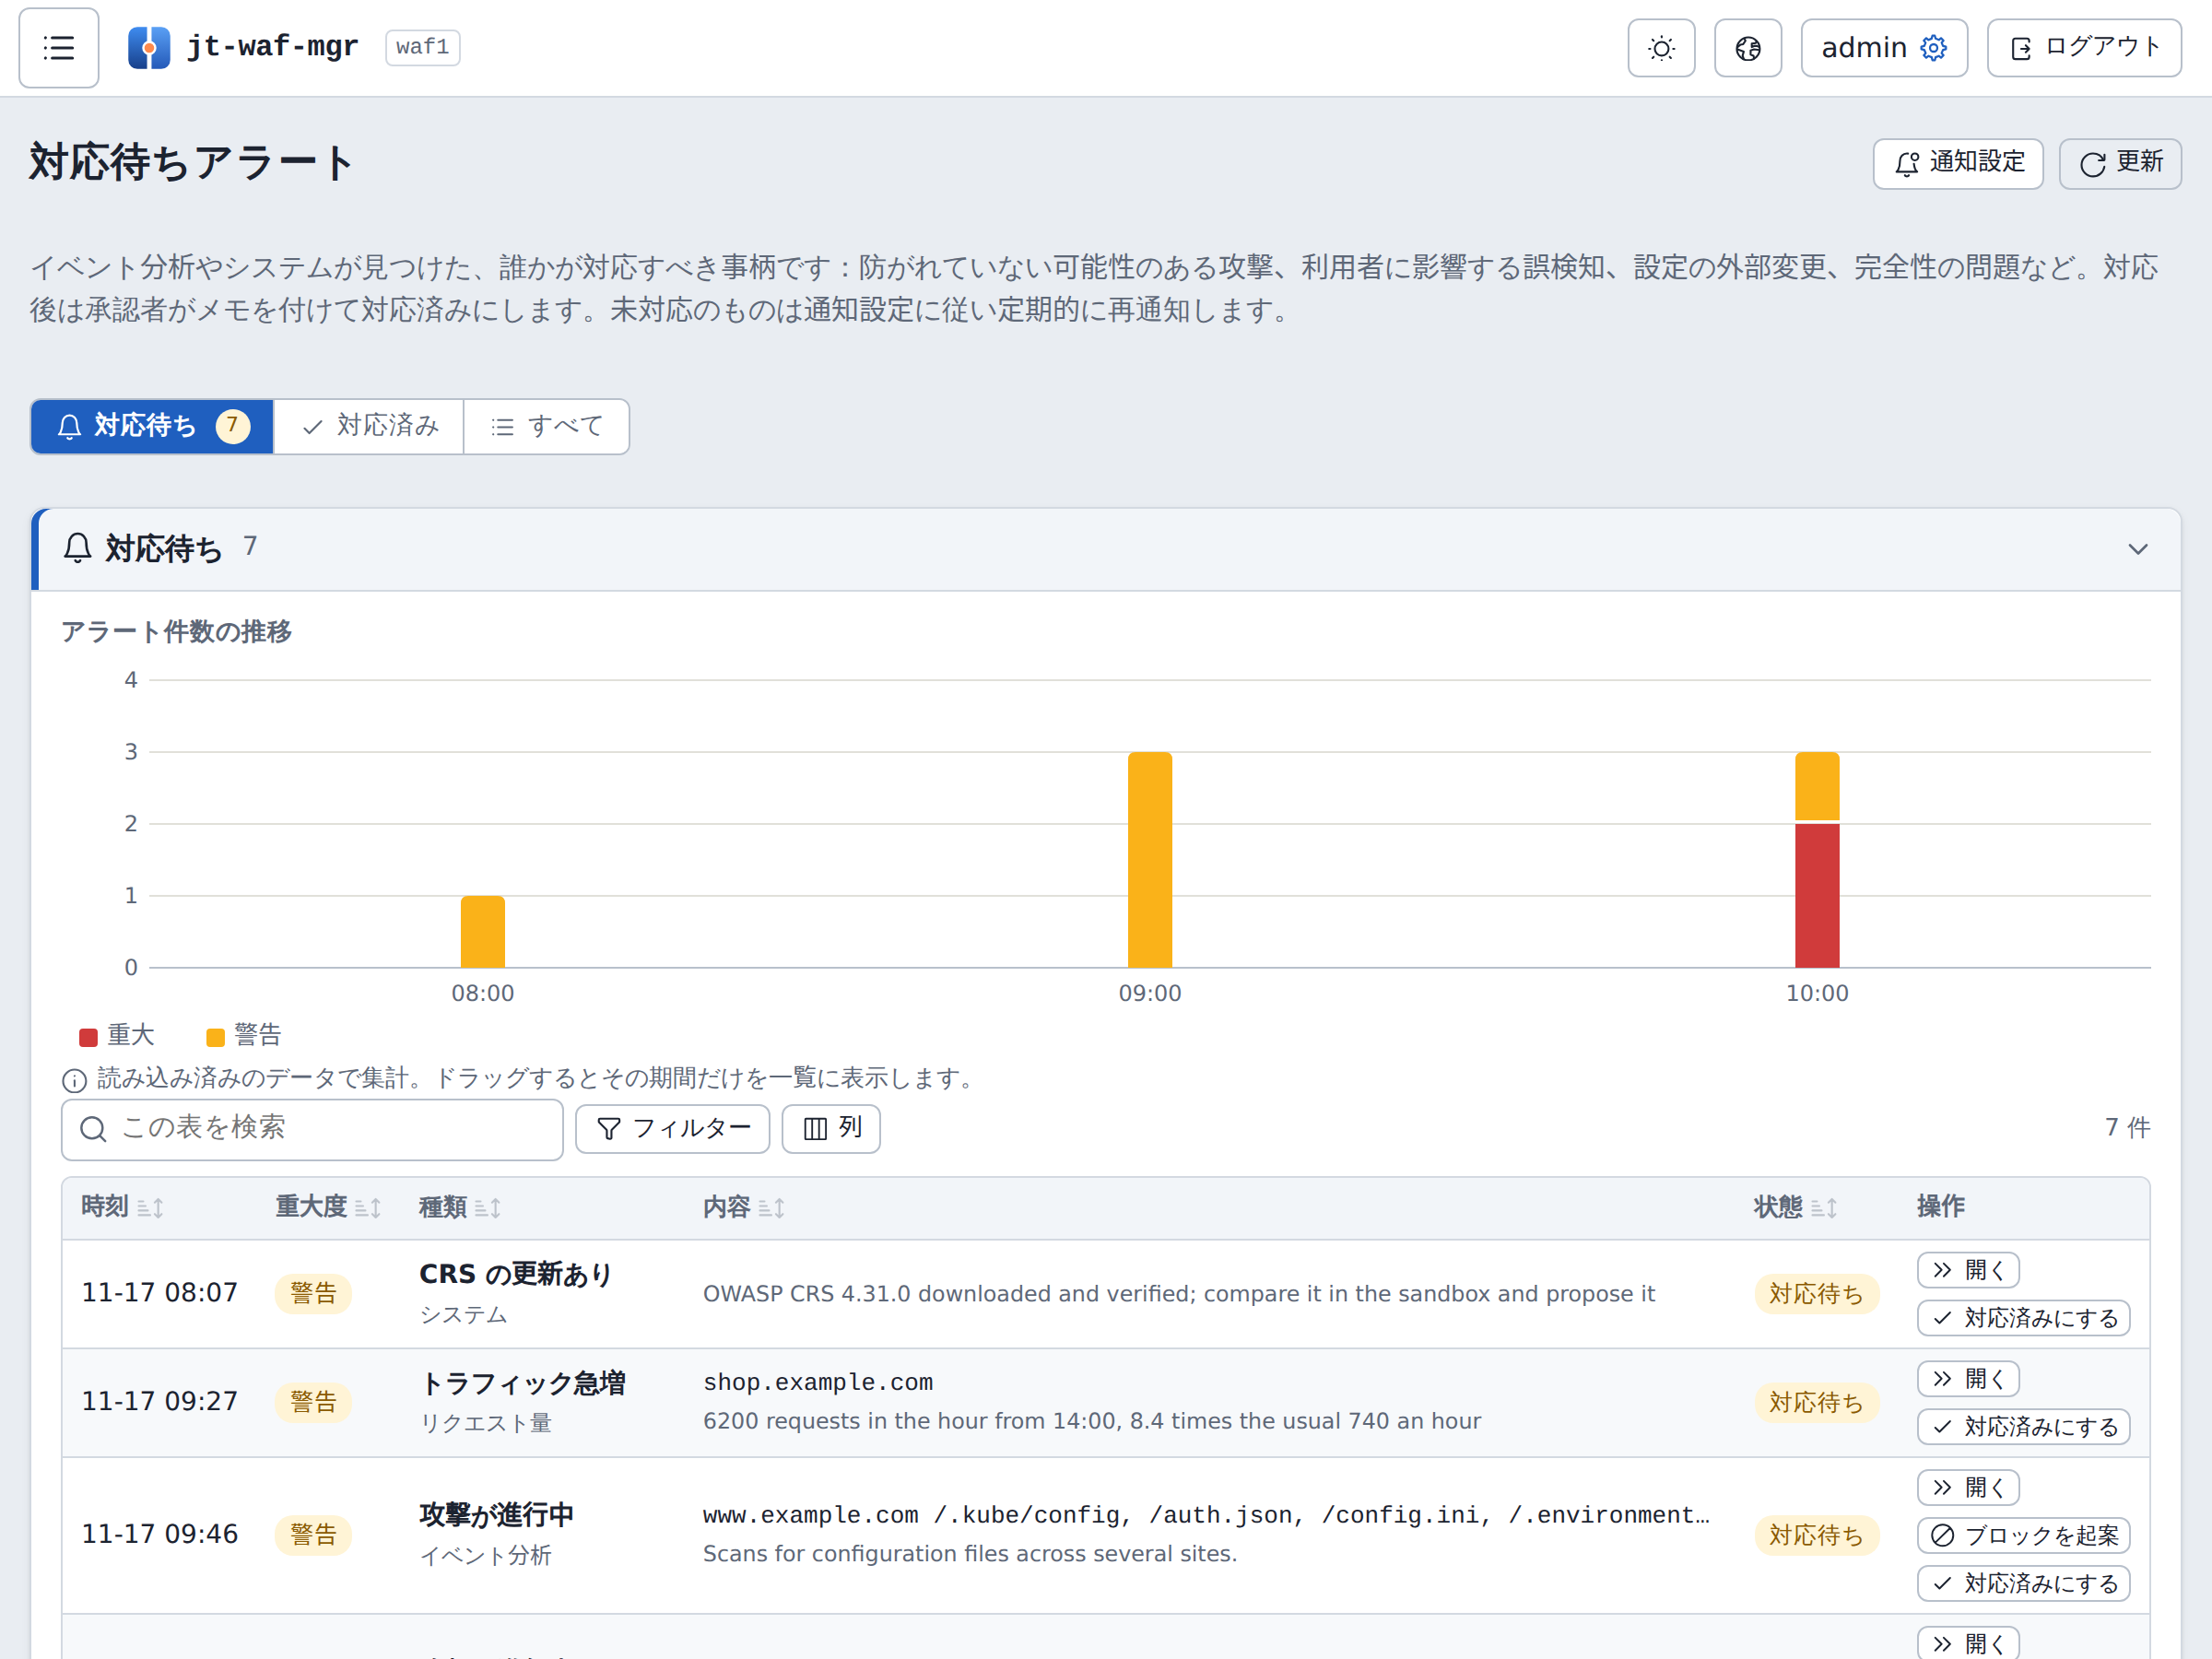 jt-waf-mgr waf1 admin ログアウト
対応待ちアラート 通知設定 更新
イベント分析やシステムが見つけた、誰かが対応すべき事柄です：防がれていない可能性のある攻撃、利用者に影響する誤検知、設定の外部変更、完全性の問題など。対応
後は承認者がメモを付けて対応済みにします。未対応のものは通知設定に従い定期的に再通知します。
対応待ち 7 対応済み すべて
対応待ち 7
アラート件数の推移
4
3
2
1
0
08:00 09:00 10:00
重大 警告
読み込み済みのデータで集計。ドラッグするとその期間だけを一覧に表示します。
この表を検索 フィルター 列 7 件
時刻 重大度 種類 内容 状態 操作
11-17 08:07 警告 CRS の更新あり OWASP CRS 4.31.0 downloaded and verified; compare it in the sandbox and propose it 対応待ち 開く
システム 対応済みにする
11-17 09:27 警告 トラフィック急増 shop.example.com 対応待ち 開く
リクエスト量 6200 requests in the hour from 14:00, 8.4 times the usual 740 an hour 対応済みにする
開く
11-17 09:46 警告 攻撃が進行中 www.example.com /.kube/config, /auth.json, /config.ini, /.environment… 対応待ち ブロックを起案
イベント分析 Scans for configuration files across several sites. 対応済みにする
開く